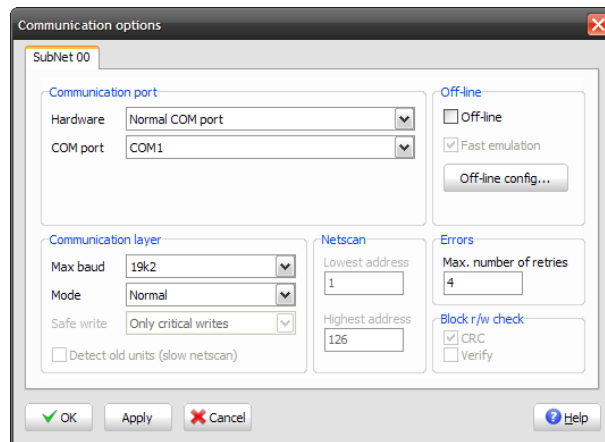 Communication options
SubNet 00
Communication port
Hardware
Normal COM port
COM port
COM1
Off-line
Off-line
Fast emulation
Off-line config...
Communication layer
Max baud
19k2
Mode
Normal
Safe write
Only critical writes
Detect old units (slow netscan)
Netscan
Lowest address
1
Highest address
126
Errors
Max. number of retries
4
Block r/w check
CRC
Verify
OK
Apply
Cancel
Help